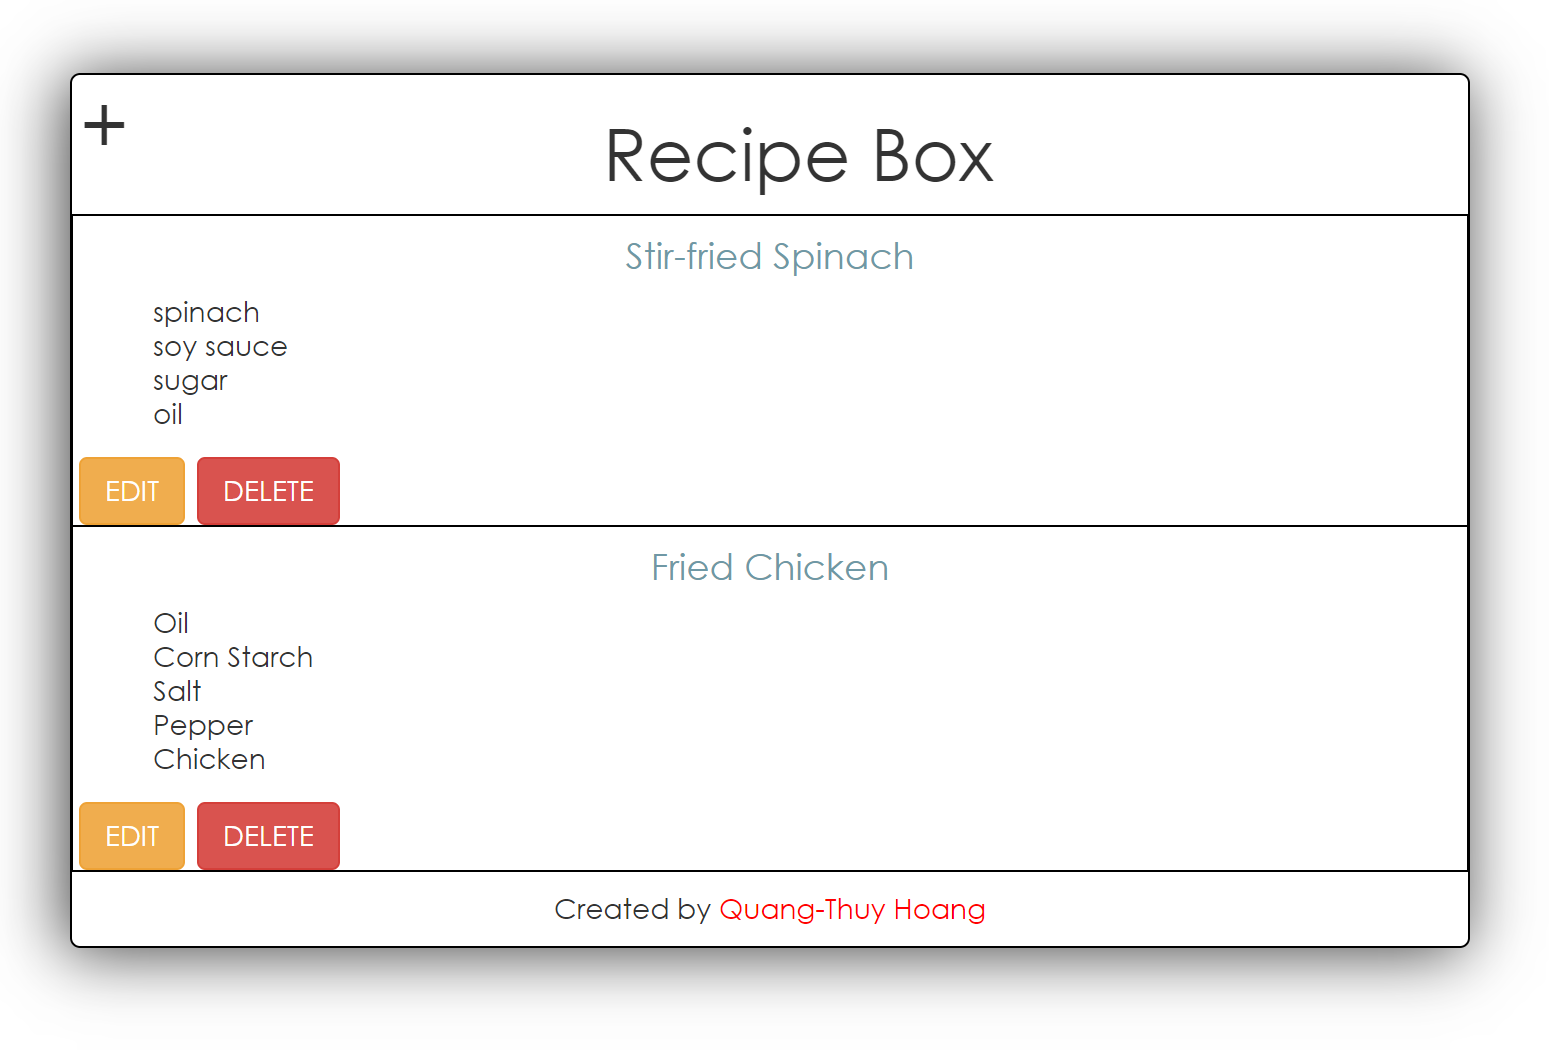 +
Recipe Box
Stir-fried Spinach
spinach
soy sauce
sugar
oil
EDIT DELETE
Fried Chicken
Oil
Corn Starch
Salt
Pepper
Chicken
EDIT DELETE
Created by Quang-Thuy Hoang